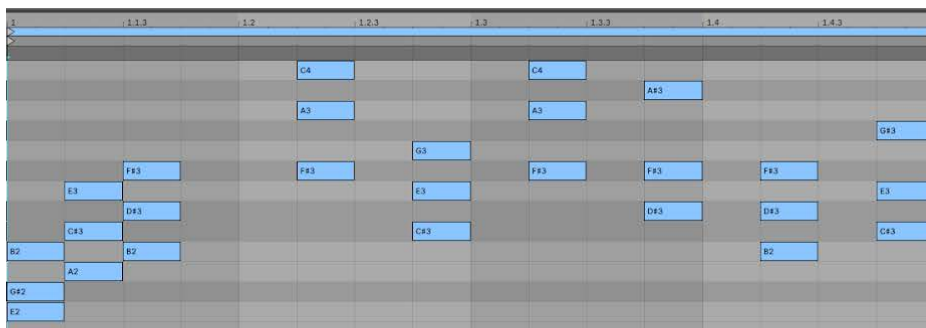 1 1.1.3 1.2 1.2.3 1.3 1.3.3 1.4 1.4.3
C4 C4
A#3
A3 A3
G#3
G3
F#3 F#3 F#3 F#3 F#3
E3 E3 E3
D#3 D#3 D#3
C#3 C#3 C#3
B2 B2 B2
A2
G#2
E2